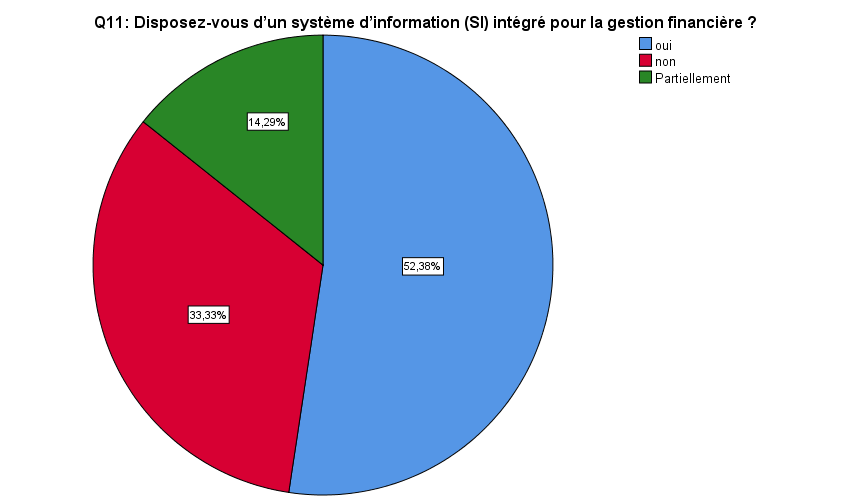 Q11: Disposez-vous d’un système d’information (SI) intégré pour la gestion financière ?
oui
non
Partiellement
14,29%
52,38%
33,33%